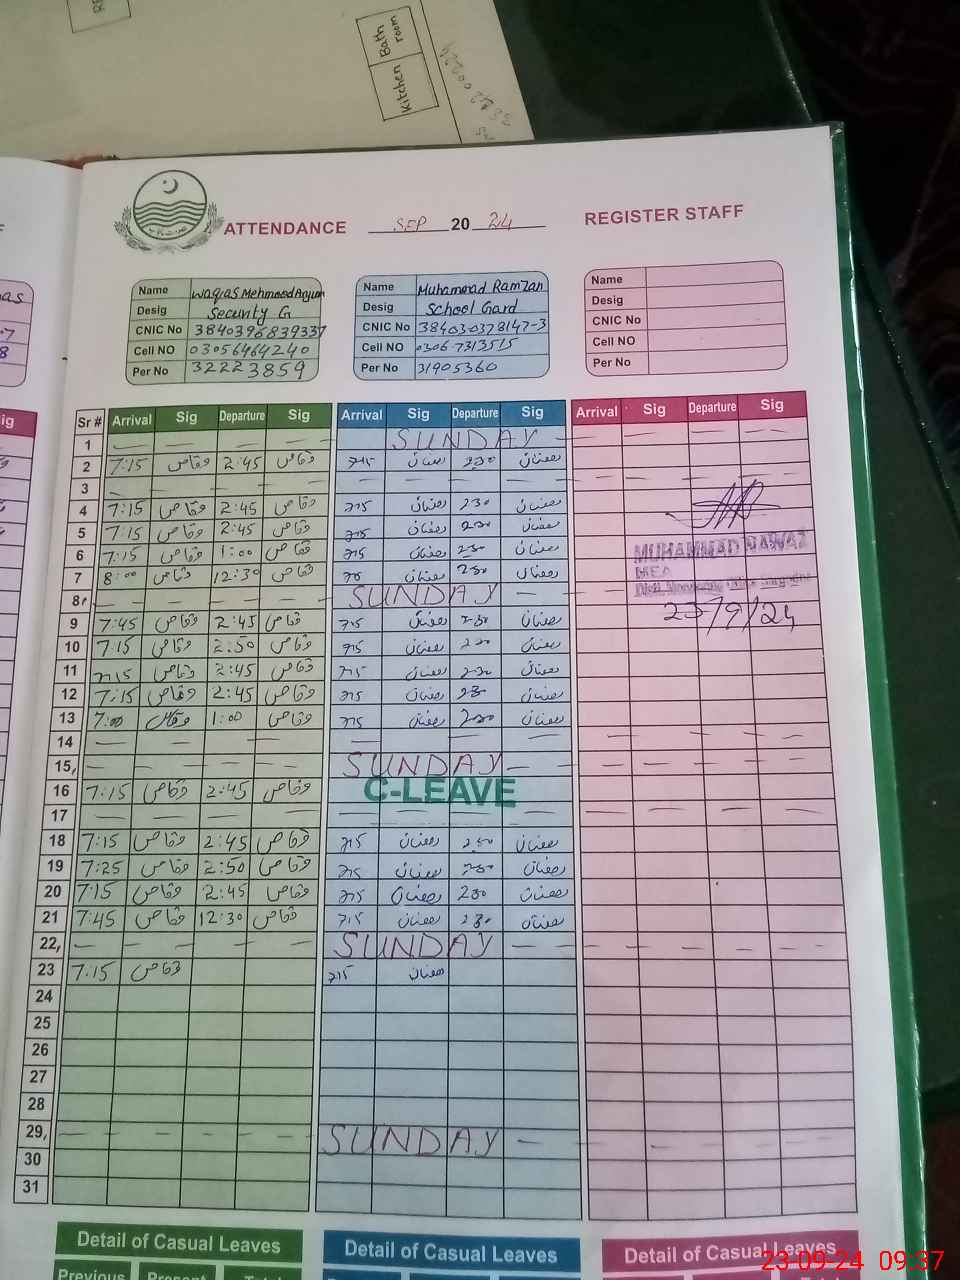 Kitchen
Bath room
ATTENDANCE SEP 20 24 REGISTER STAFF
Name Waqas Mehmood Anjum
Desig Security G
CNIC No 3840396839337
Cell NO 03056464240
Per No 32223859
Name Muhammad Ramzan
Desig School Gard
CNIC No 384030378147-3
Cell NO 0306-7313515
Per No 31905360
Name
Desig
CNIC No
Cell NO
Per No
Sr # Arrival Sig Departure Sig Arrival Sig Departure Sig Arrival Sig Departure Sig
1 SUNDAY
2 7:15 وقاص 2:45 وقاص 715 رمضان 230 رمضان
3
4 7:15 وقاص 2:45 وقاص 715 رمضان 230 رمضان
5 7:15 وقاص 2:45 وقاص 715 رمضان 230 رمضان
6 7:15 وقاص 1:00 وقاص 715 رمضان 230 رمضان
7 8:00 وقاص 12:30 وقاص رمضان 230 رمضان
8 SUNDAY
9 7:45 وقاص 2:45 وقاص 715 رمضان 230 رمضان
10 7:15 وقاص 2:50 وقاص 715 رمضان 230 رمضان
11 7:15 وقاص 2:45 وقاص 715 رمضان 230 رمضان
12 7:15 وقاص 2:45 وقاص 715 رمضان 230 رمضان
13 7:00 وقاص 1:00 وقاص 715 رمضان 230 رمضان
14
15 SUNDAY
16 7:15 وقاص 2:45 وقاص C-LEAVE
17
18 7:15 وقاص 2:45 وقاص 715 رمضان 230 رمضان
19 7:25 وقاص 2:50 وقاص 715 رمضان 230 رمضان
20 7:15 وقاص 2:45 وقاص 715 رمضان 230 رمضان
21 7:45 وقاص 12:30 وقاص 715 رمضان 230 رمضان
22 SUNDAY
23 7:15 وقاص 715 رمضان
24
25
26
27
28
29 SUNDAY
30
31
MUHAMMAD NAWAZ
MEA
23/9/24
Detail of Casual Leaves Detail of Casual Leaves Detail of Casual Leaves
Previous Present Total
23 09 24 09:37